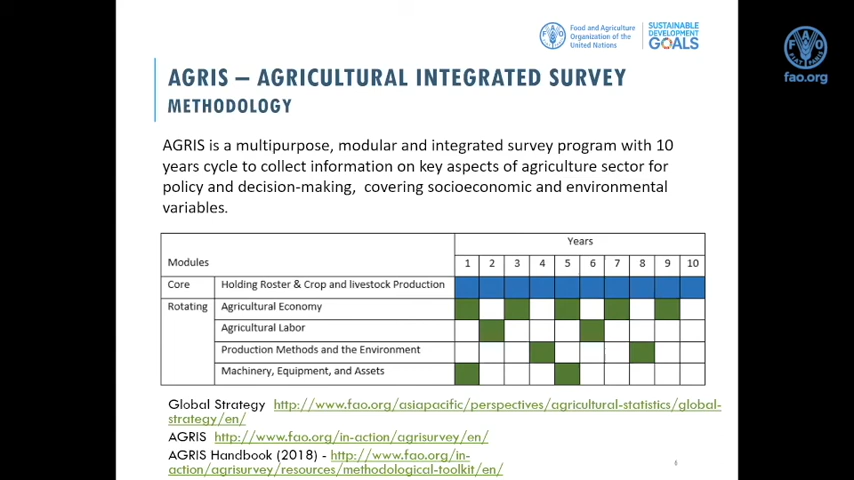 Food and Agriculture
Organization of the
United Nations
SUSTAINABLE
DEVELOPMENT
GOALS
FAO
FIAT PANIS
fao.org
AGRIS – AGRICULTURAL INTEGRATED SURVEY
METHODOLOGY
AGRIS is a multipurpose, modular and integrated survey program with 10
years cycle to collect information on key aspects of agriculture sector for
policy and decision-making, covering socioeconomic and environmental
variables.
Years
Modules 1 2 3 4 5 6 7 8 9 10
Core Holding Roster & Crop and livestock Production
Rotating Agricultural Economy
Agricultural Labor
Production Methods and the Environment
Machinery, Equipment, and Assets
Global Strategy http://www.fao.org/asiapacific/perspectives/agricultural-statistics/global-
strategy/en/
AGRIS http://www.fao.org/in-action/agrisurvey/en/
AGRIS Handbook (2018) - http://www.fao.org/in-
action/agrisurvey/resources/methodological-toolkit/en/
6